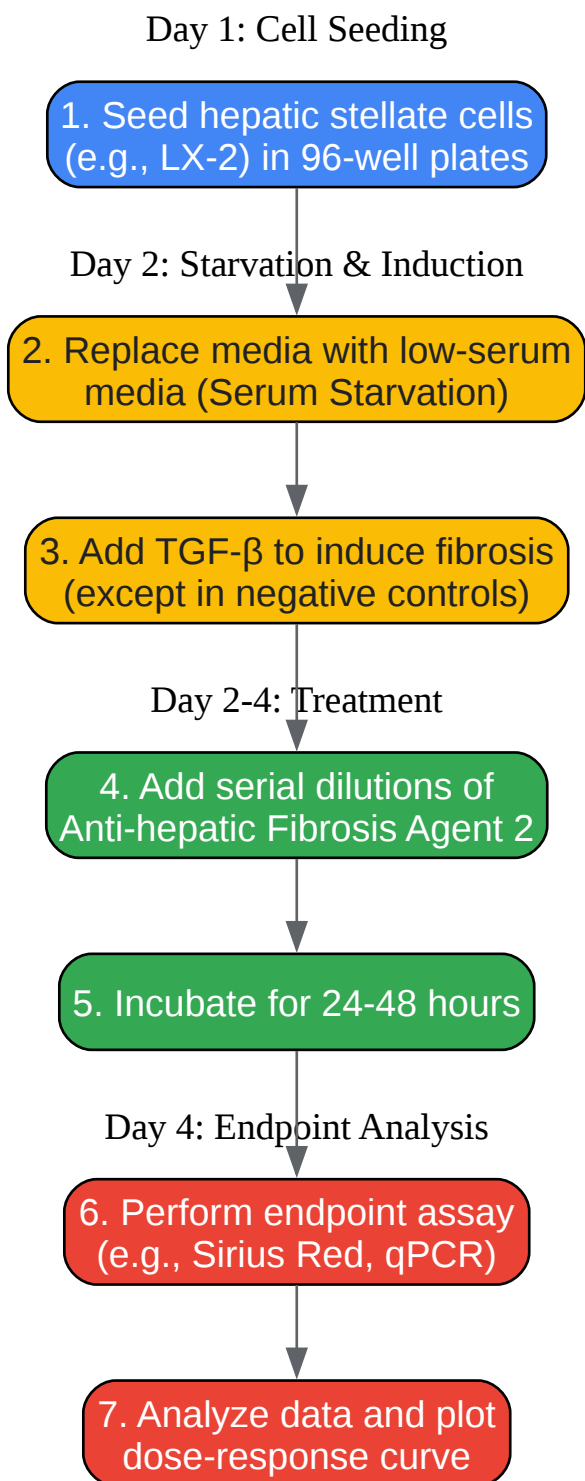 Day 1: Cell Seeding
1. Seed hepatic stellate cells
(e.g., LX-2) in 96-well plates
Day 2: Starvation & Induction
2. Replace media with low-serum
media (Serum Starvation)
3. Add TGF-β to induce fibrosis
(except in negative controls)
Day 2-4: Treatment
4. Add serial dilutions of
Anti-hepatic Fibrosis Agent 2
5. Incubate for 24-48 hours
Day 4: Endpoint Analysis
6. Perform endpoint assay
(e.g., Sirius Red, qPCR)
7. Analyze data and plot
dose-response curve